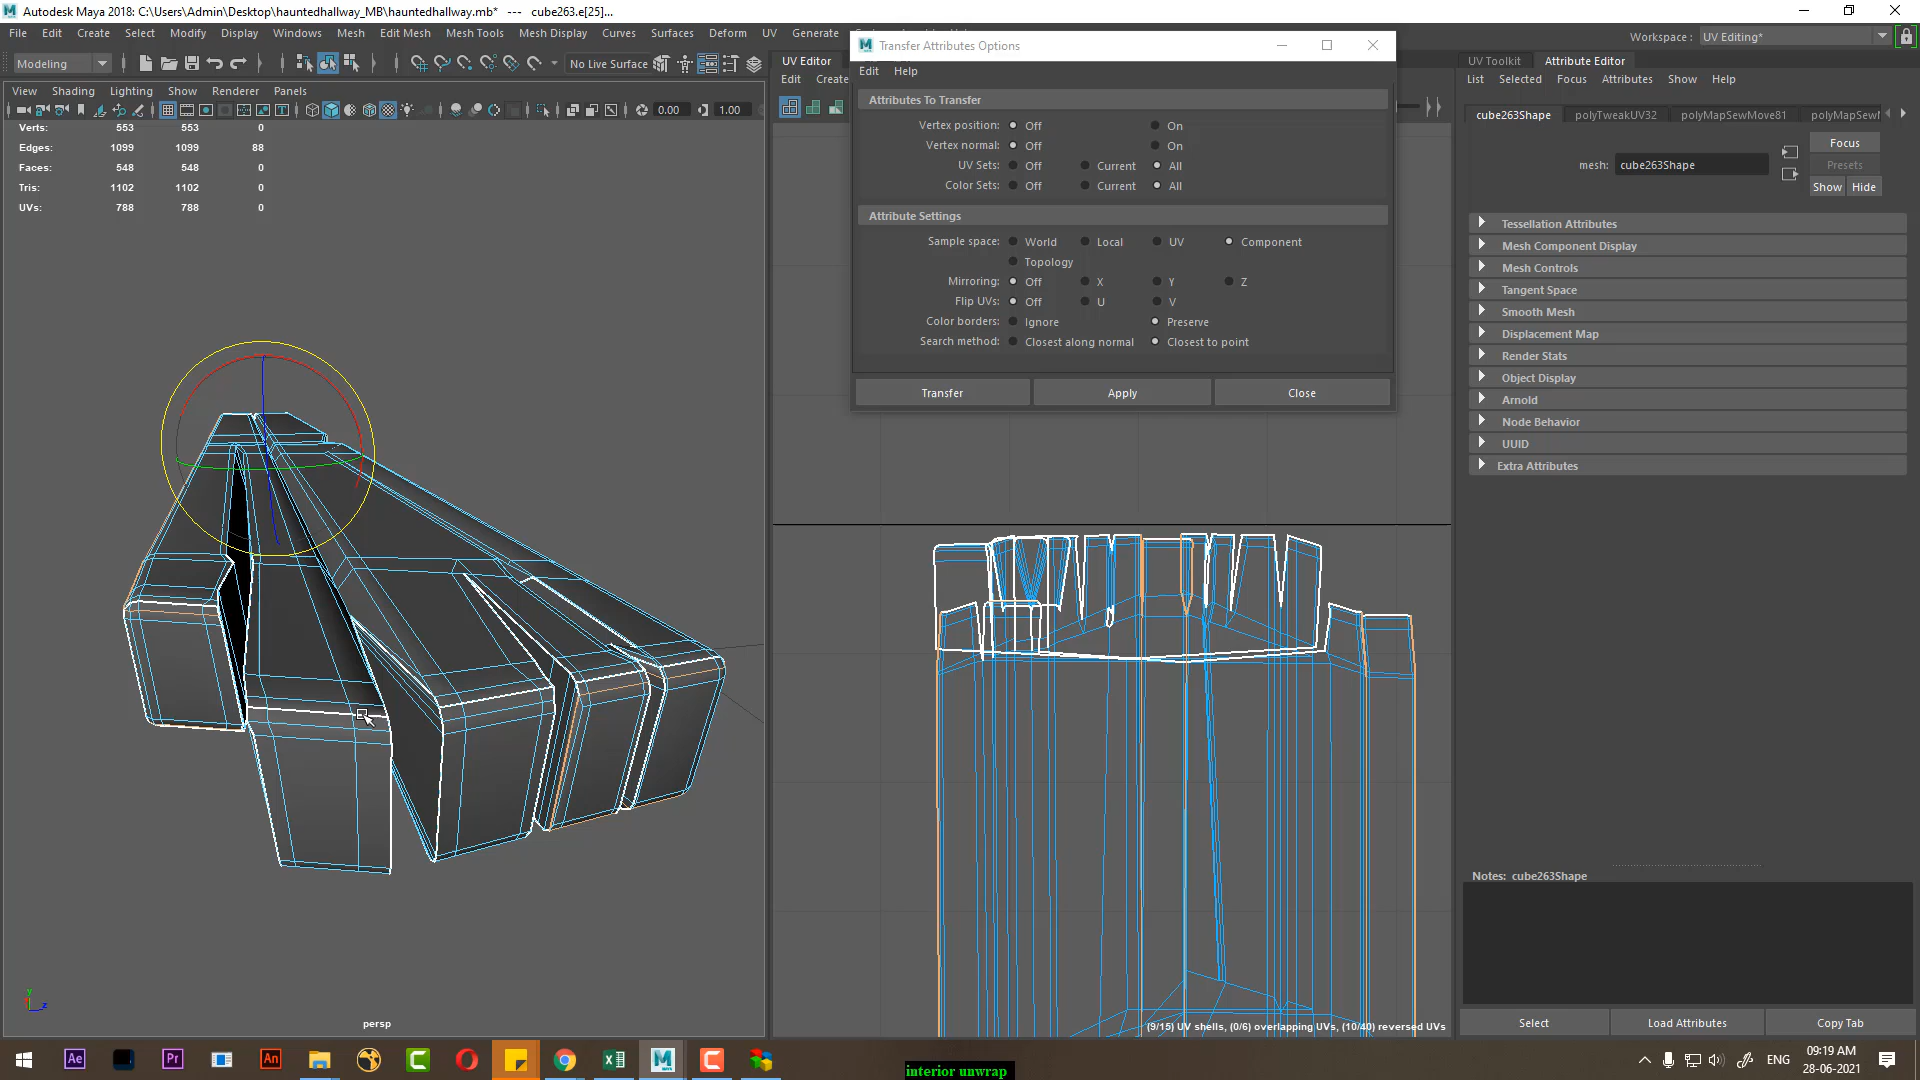 Autodesk Maya 2018: C:\Users\Admin\Desktop\hauntedhallway_MB\hauntedhallway.mb* --- cube263.e[25]...
File Edit Create Select Modify Display Windows Mesh Edit Mesh Mesh Tools Mesh Display Curves Surfaces Deform UV Generate
Workspace : UV Editing*
Modeling
No Live Surface
View Shading Lighting Show Renderer Panels
0.00 1.00
Verts: 553 553 0
Edges: 1099 1099 88
Faces: 548 548 0
Tris: 1102 1102 0
UVs: 788 788 0
persp
UV Editor
Edit Create
Transfer Attributes Options
Edit Help
Attributes To Transfer
Vertex position: Off On
Vertex normal: Off On
UV Sets: Off Current All
Color Sets: Off Current All
Attribute Settings
Sample space: World Local UV Component
Topology
Mirroring: Off X Y Z
Flip UVs: Off U V
Color borders: Ignore Preserve
Search method: Closest along normal Closest to point
Transfer Apply Close
(9/15) UV shells, (0/6) overlapping UVs, (10/40) reversed UVs
UV Toolkit Attribute Editor
List Selected Focus Attributes Show Help
cube263Shape polyTweakUV32 polyMapSewMove81
mesh: cube263Shape
Focus
Presets
Show Hide
Tessellation Attributes
Mesh Component Display
Mesh Controls
Tangent Space
Smooth Mesh
Displacement Map
Render Stats
Object Display
Arnold
Node Behavior
UUID
Extra Attributes
Notes: cube263Shape
Select Load Attributes Copy Tab
Ae Pr An
ENG
09:19 AM
28-06-2021
interior unwrap